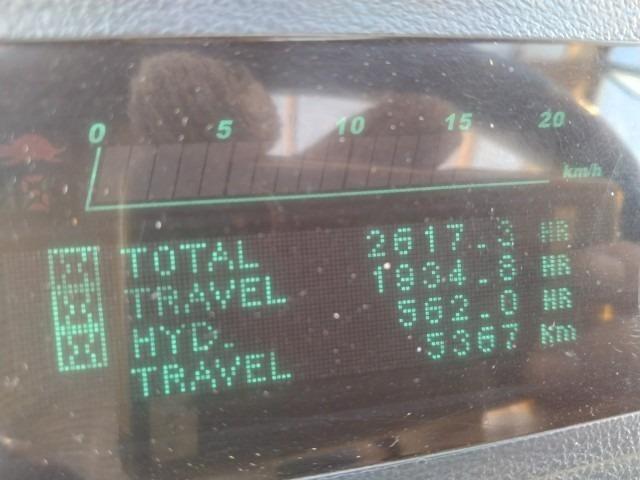 0 5 10 15 20
km/h
TOTAL 2617.3 HR
TRAVEL 1934.8 HR
HYD. 562.0 HR
TRAVEL 5367 Km